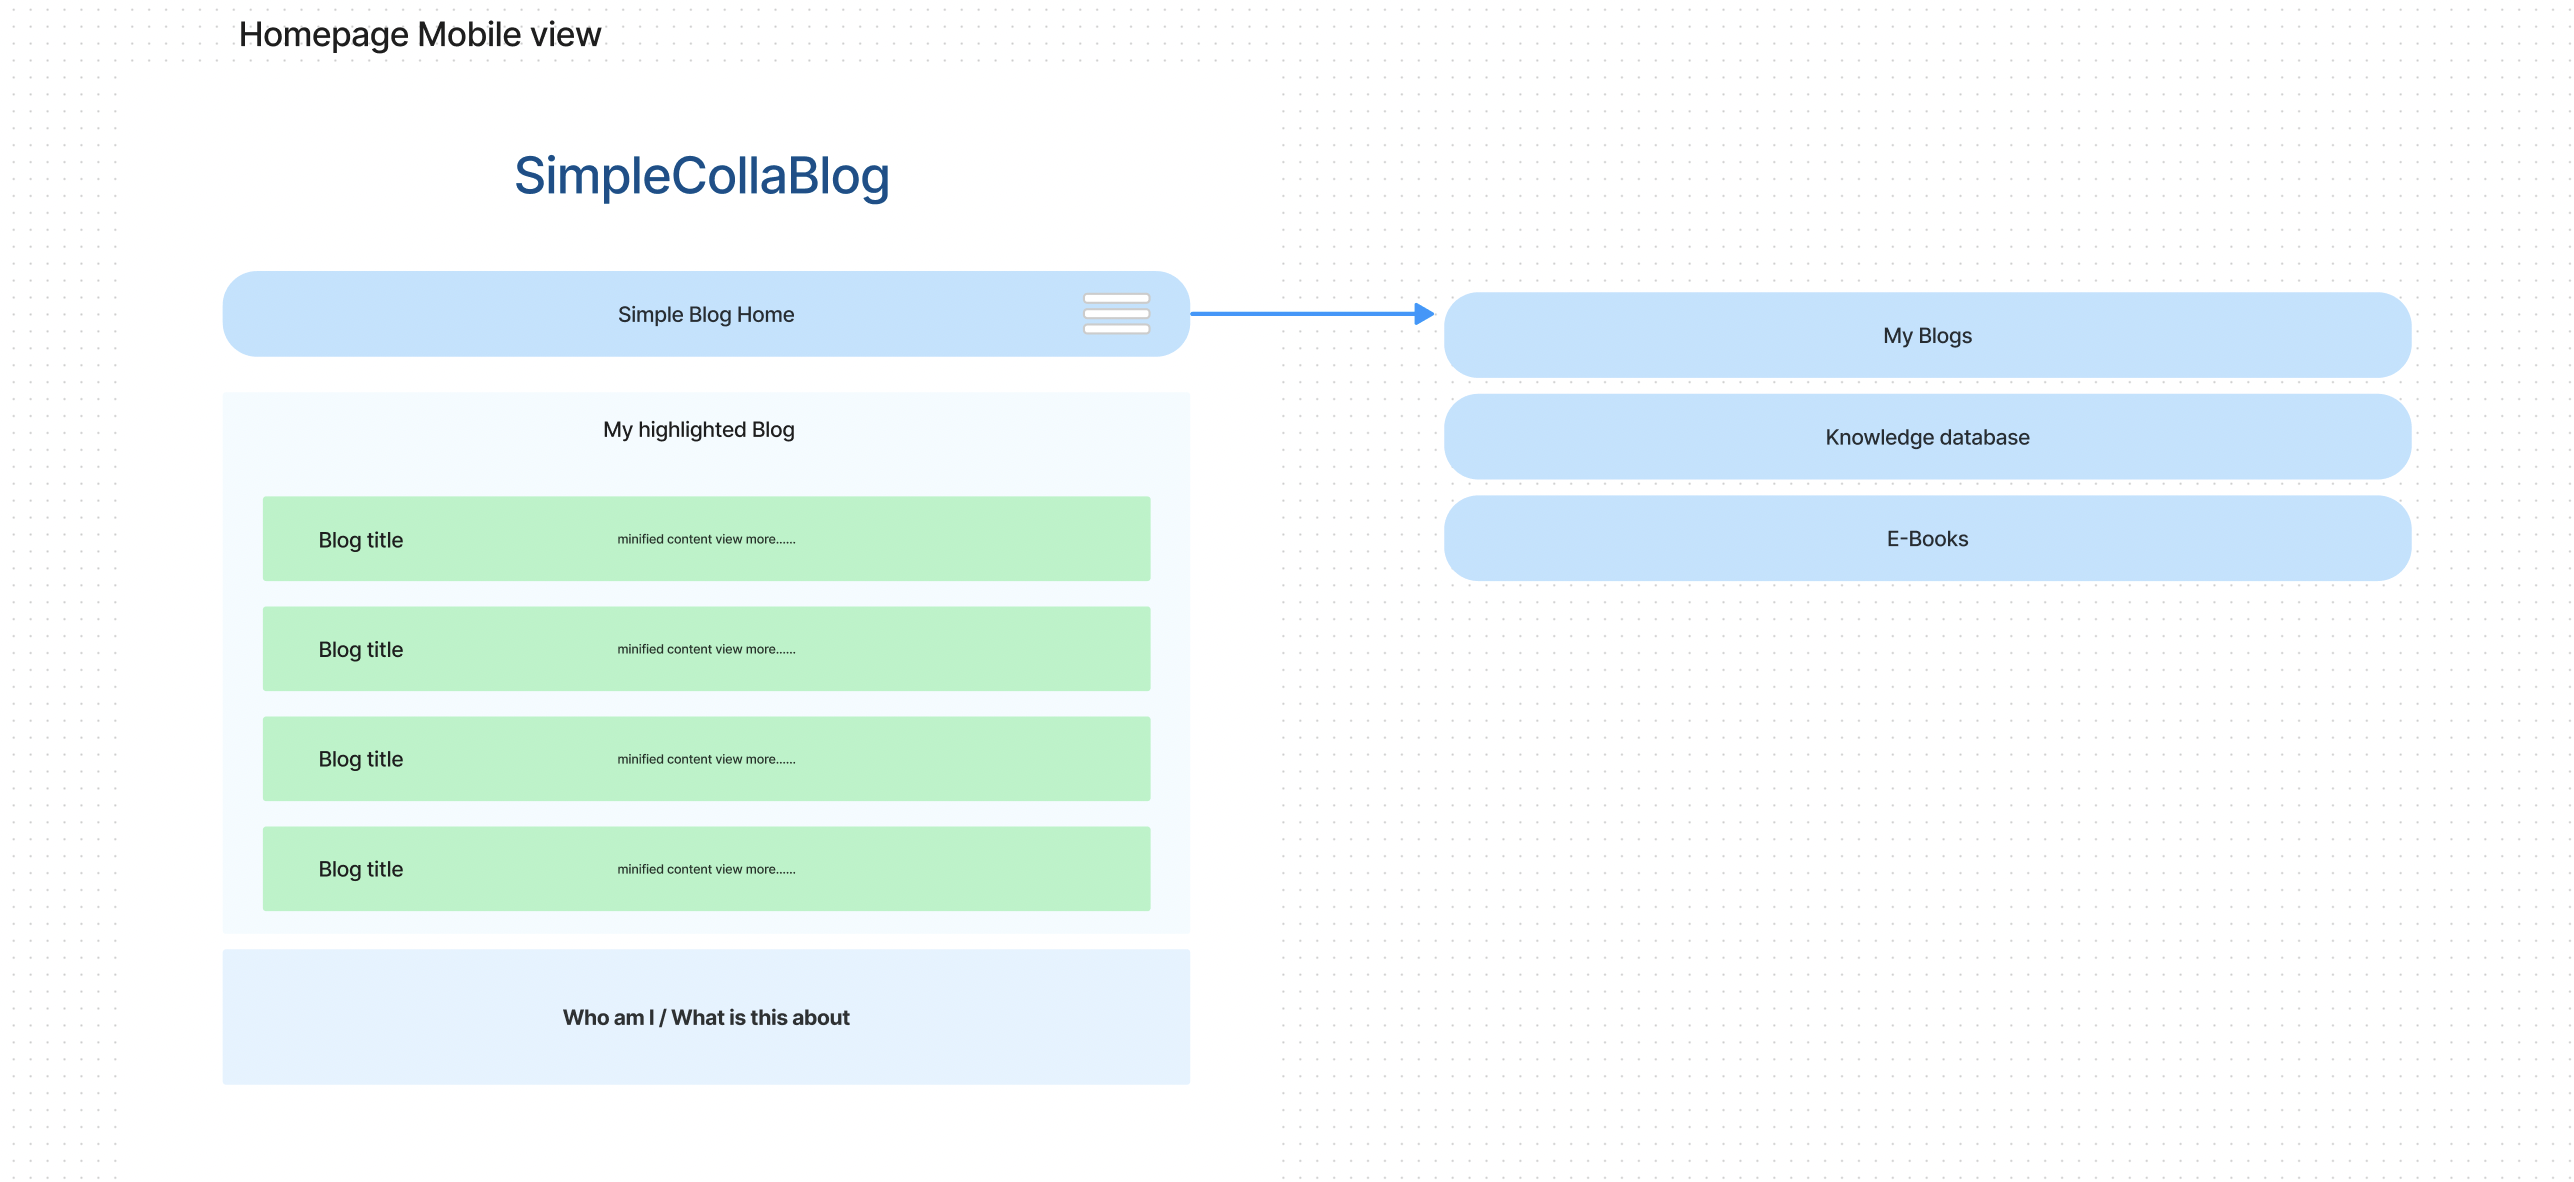 Homepage Mobile view
SimpleCollaBlog
Simple Blog Home
My highlighted Blog
Blog title minified content view more......
Blog title minified content view more......
Blog title minified content view more......
Blog title minified content view more......
Who am I / What is this about
My Blogs
Knowledge database
E-Books